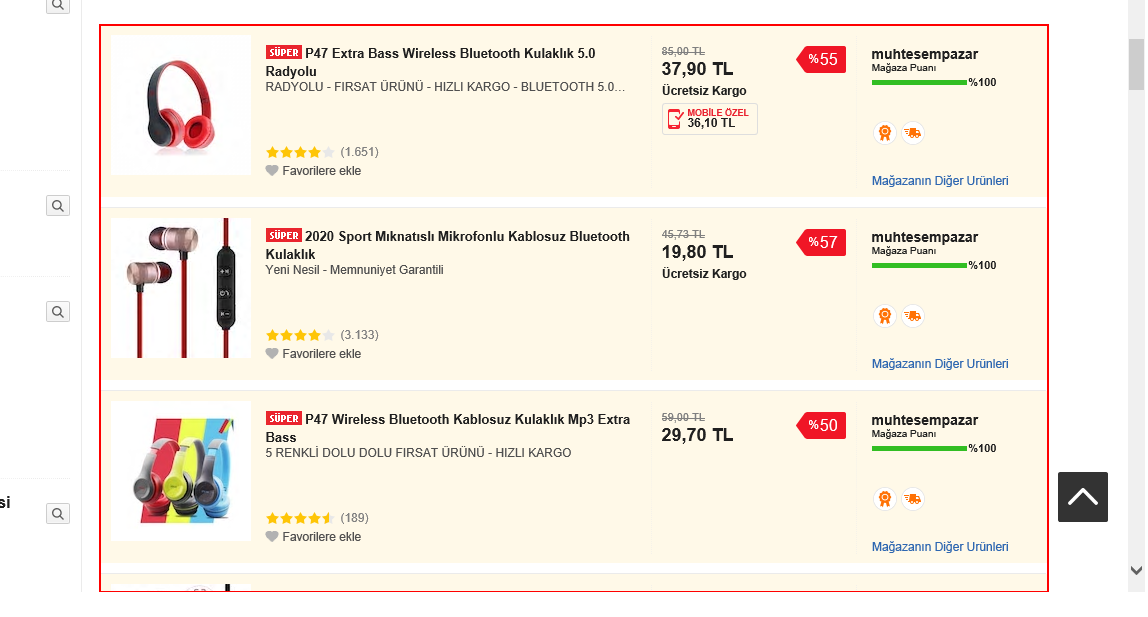 SÜPER P47 Extra Bass Wireless Bluetooth Kulaklık 5.0
Radyolu
RADYOLU - FIRSAT ÜRÜNÜ - HIZLI KARGO - BLUETOOTH 5.0...
(1.651)
Favorilere ekle
85,00 TL
37,90 TL
Ücretsiz Kargo
MOBİLE ÖZEL
36,10 TL
%55
muhtesempazar
Mağaza Puanı
%100
Mağazanın Diğer Urünleri
SÜPER 2020 Sport Mıknatıslı Mikrofonlu Kablosuz Bluetooth
Kulaklık
Yeni Nesil - Memnuniyet Garantili
(3.133)
Favorilere ekle
45,73 TL
19,80 TL
Ücretsiz Kargo
%57
muhtesempazar
Mağaza Puanı
%100
Mağazanın Diğer Urünleri
si
SÜPER P47 Wireless Bluetooth Kablosuz Kulaklık Mp3 Extra
Bass
5 RENKLİ DOLU DOLU FIRSAT ÜRÜNÜ - HIZLI KARGO
(189)
Favorilere ekle
59,00 TL
29,70 TL
%50
muhtesempazar
Mağaza Puanı
%100
Mağazanın Diğer Urünleri